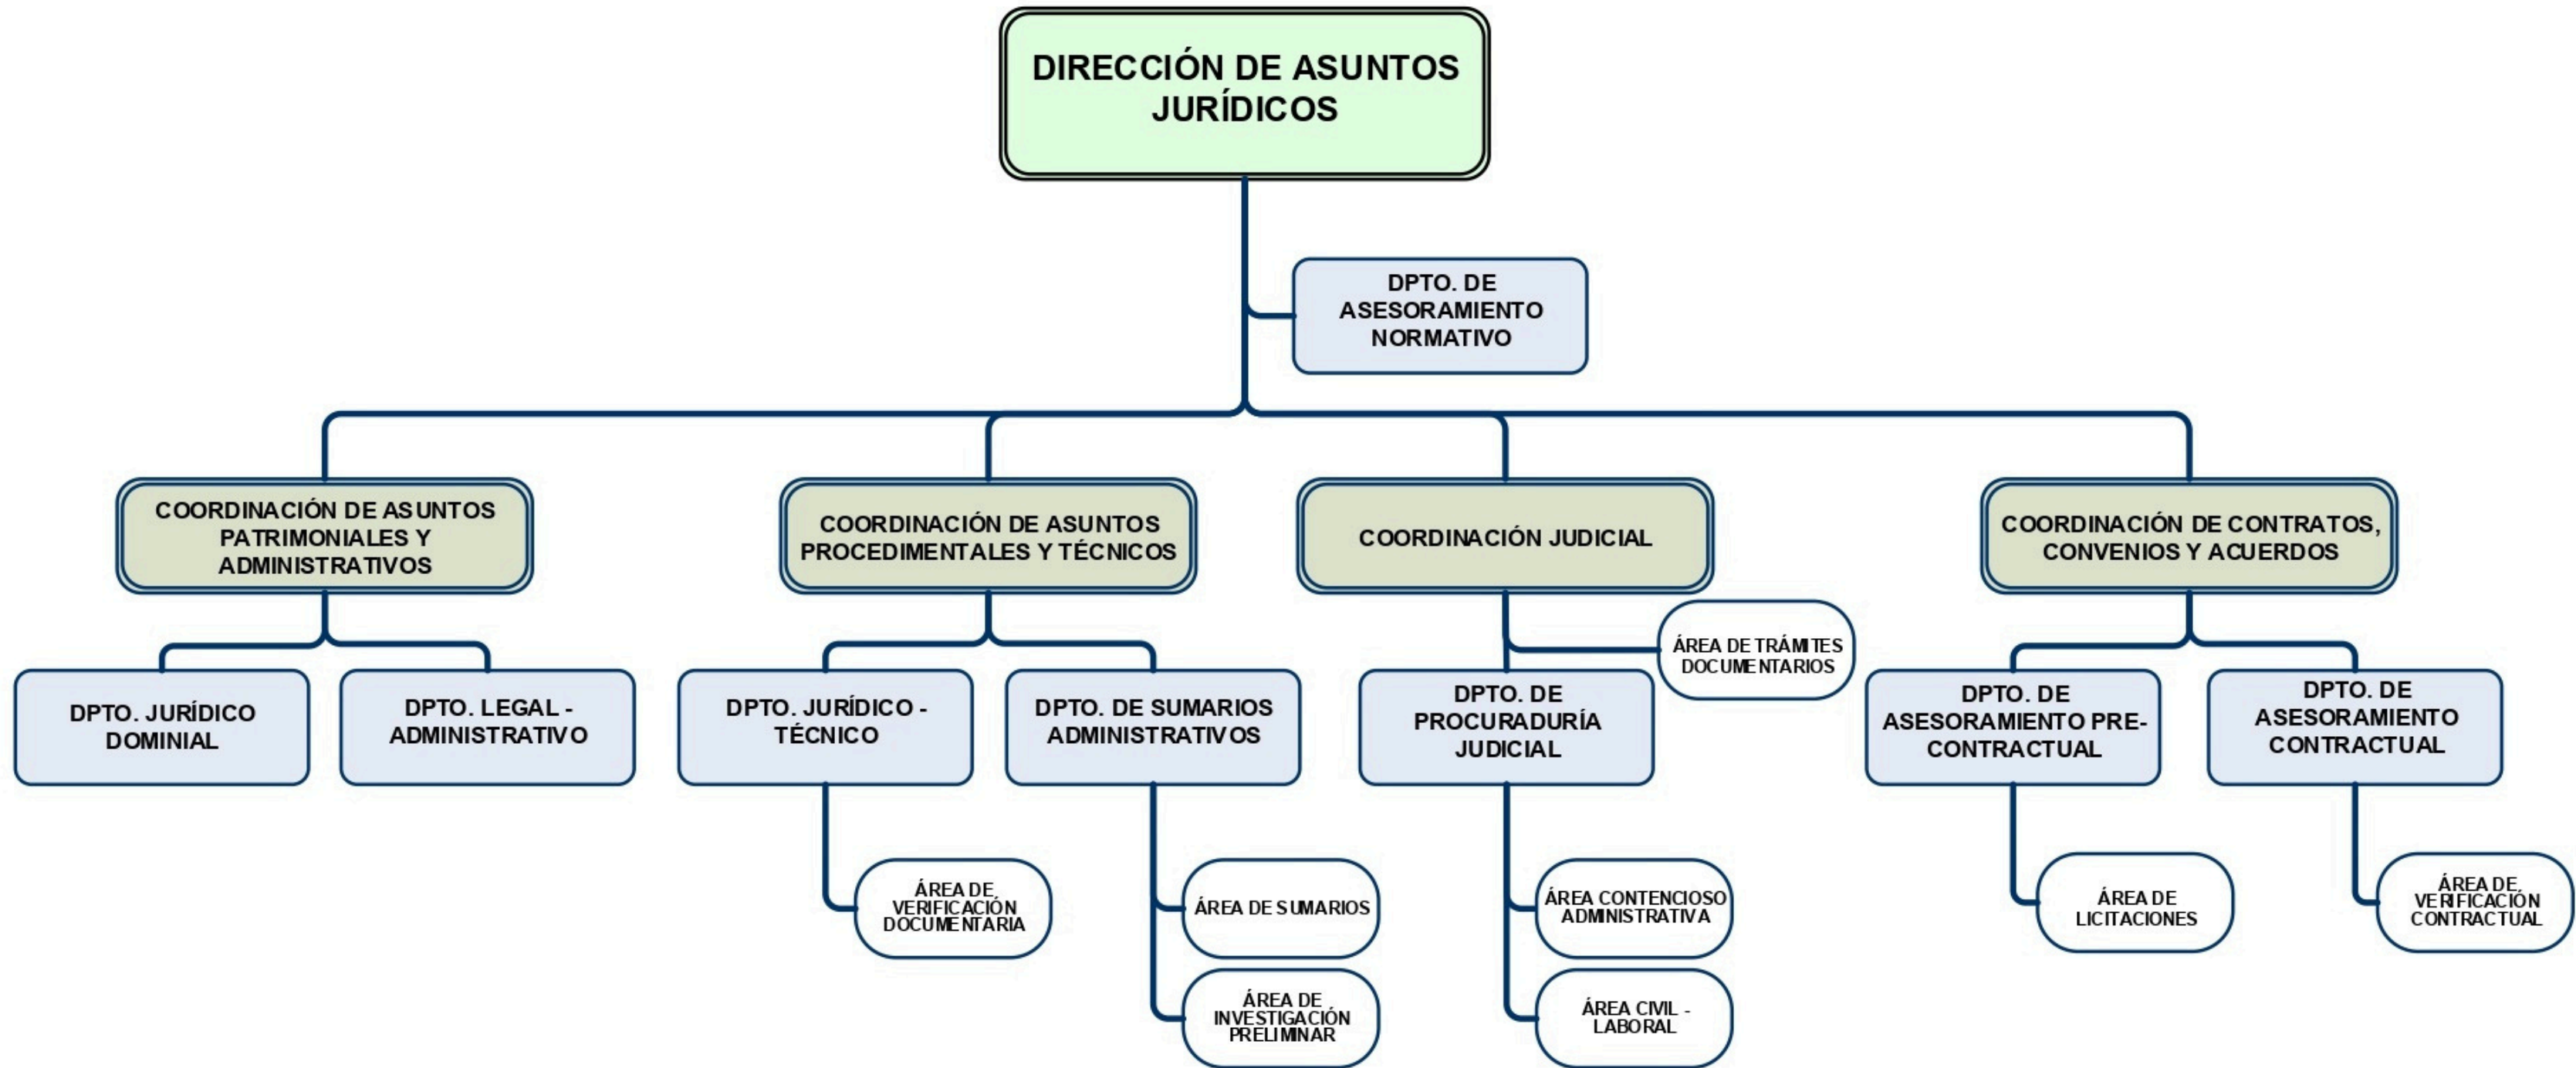 DIRECCIÓN DE ASUNTOS
JURÍDICOS
DPTO. DE
ASESORAMIENTO
NORMATIVO
COORDINACIÓN DE ASUNTOS
PATRIMONIALES Y
ADMINISTRATIVOS
COORDINACIÓN DE ASUNTOS
PROCEDIMENTALES Y TÉCNICOS
COORDINACIÓN JUDICIAL
COORDINACIÓN DE CONTRATOS,
CONVENIOS Y ACUERDOS
ÁREA DE TRÁMITES
DOCUMENTARIOS
DPTO. JURÍDICO
DOMINIAL
DPTO. LEGAL -
ADMINISTRATIVO
DPTO. JURÍDICO -
TÉCNICO
DPTO. DE SUMARIOS
ADMINISTRATIVOS
DPTO. DE
PROCURADURÍA
JUDICIAL
DPTO. DE
ASESORAMIENTO PRE-
CONTRACTUAL
DPTO. DE
ASESORAMIENTO
CONTRACTUAL
ÁREA DE
VERIFICACIÓN
DOCUMENTARIA
ÁREA DE SUMARIOS
ÁREA CONTENCIOSO
ADMINISTRATIVA
ÁREA DE
LICITACIONES
ÁREA DE
VERIFICACIÓN
CONTRACTUAL
ÁREA DE
INVESTIGACIÓN
PRELIMINAR
ÁREA CIVIL -
LABORAL